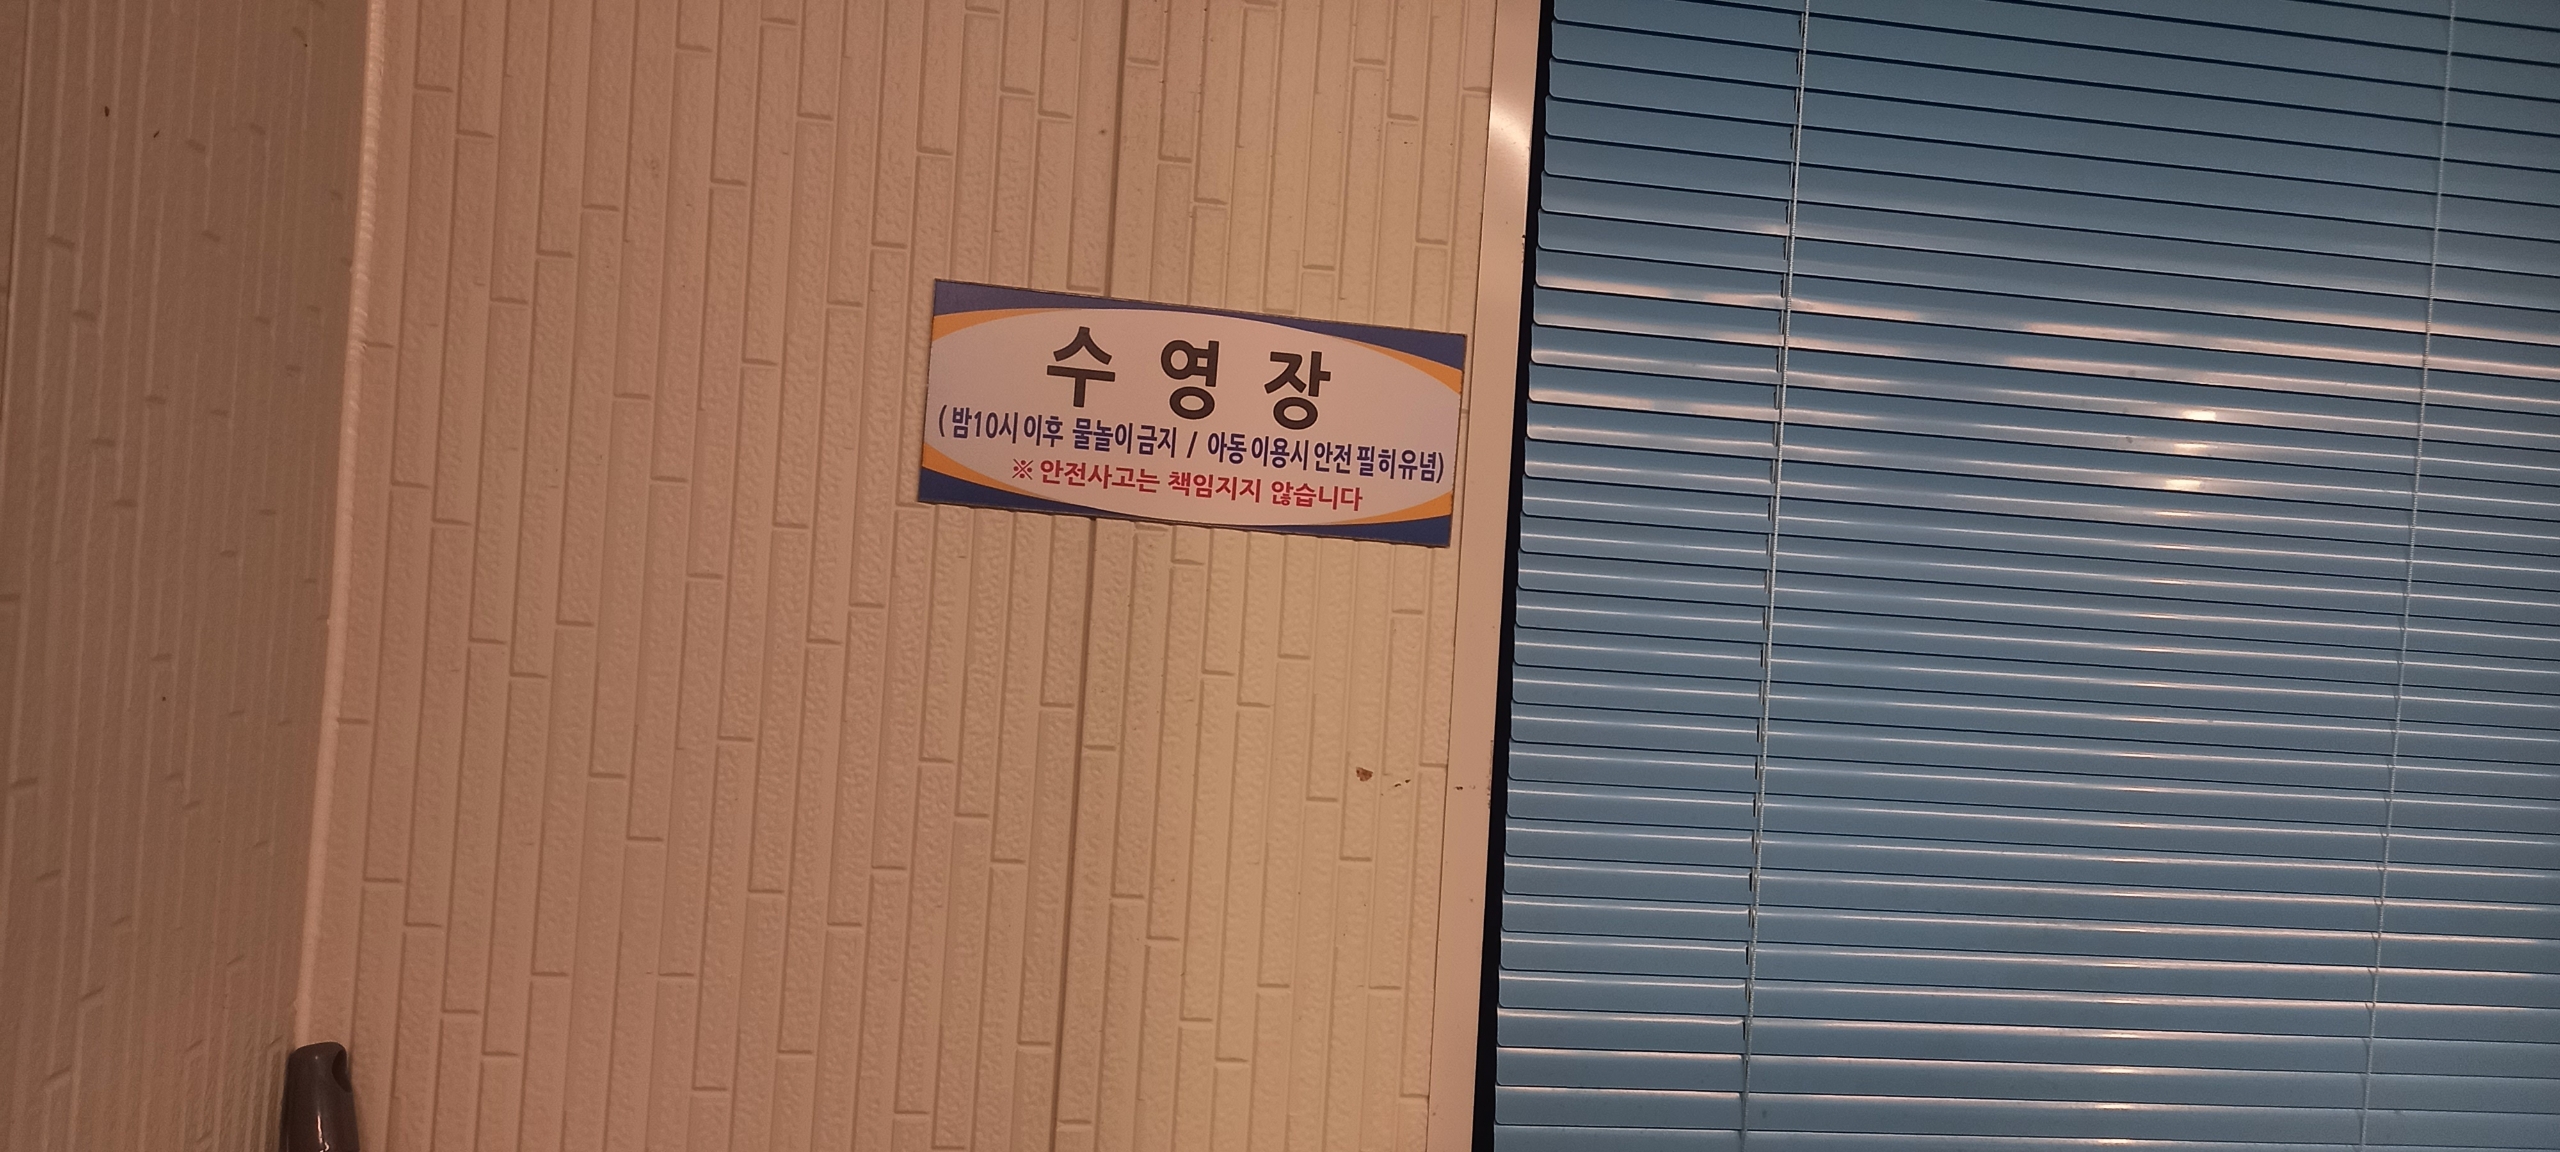 수영장
( 밤10시 이후 물놀이 금지 / 아동 이용시 안전 필히 유념)
※ 안전사고는 책임지지 않습니다